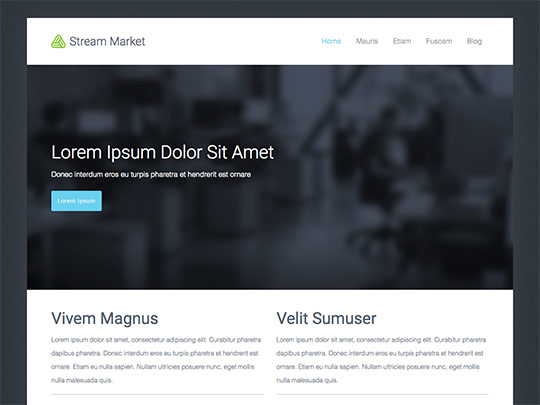 Stream Market
Home Mauris Etiam Fuscem Blog
Lorem Ipsum Dolor Sit Amet
Donec interdum eros eu turpis pharetra et hendrerit est ornare
Lorem Ipsum
Vivem Magnus
Lorem ipsum dolor amet, consectetur adipiscing elit. Curabitur pharetra
dapibus pharetra. Donec interdum eros eu turpis pharetra et hendrerit est
ornare. Etiam eu sapien nibh. Nullam ultricies posuere nunc, eget mollis
nulla malesuada quis.
Velit Sumuser
Lorem ipsum dolor amet, consectetur adipiscing elit. Curabitur pharetra
dapibus pharetra. Donec interdum eros eu turpis pharetra et hendrerit est
ornare. Etiam eu sapien nibh. Nullam ultricies posuere nunc, eget mollis
nulla malesuada quis.